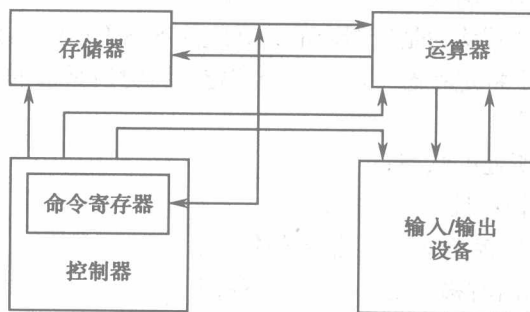 存储器
运算器
命令寄存器
控制器
输入/输出
设备